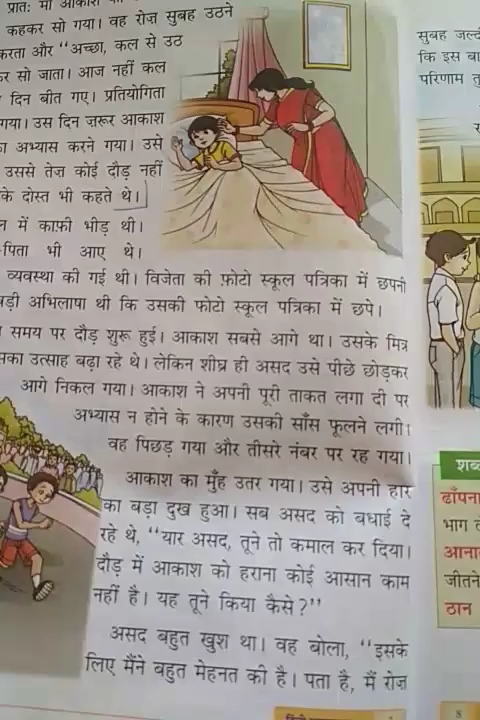 प्रातः माँ आकाश
कहकर सो गया। वह रोज़ सुबह उठने
करता और "अच्छा, कल से उठ
कर सो जाता। आज नहीं कल
दिन बीत गए। प्रतियोगिता
गया। उस दिन ज़रूर आकाश
अभ्यास करने गया। उसे
उससे तेज़ कोई दौड़ नहीं
के दोस्त भी कहते थे।
न में काफ़ी भीड़ थी।
-पिता भी आए थे।
व्यवस्था की गई थी। विजेता की फ़ोटो स्कूल पत्रिका में छपनी
बड़ी अभिलाषा थी कि उसकी फोटो स्कूल पत्रिका में छपे।
समय पर दौड़ शुरू हुई। आकाश सबसे आगे था। उसके मित्र
उसका उत्साह बढ़ा रहे थे। लेकिन शीघ्र ही असद उसे पीछे छोड़कर
आगे निकल गया। आकाश ने अपनी पूरी ताकत लगा दी पर
अभ्यास न होने के कारण उसकी साँस फूलने लगी।
वह पिछड़ गया और तीसरे नंबर पर रह गया।
आकाश का मुँह उतर गया। उसे अपनी हार
का बड़ा दुख हुआ। सब असद को बधाई दे
रहे थे, "यार असद, तूने तो कमाल कर दिया।
दौड़ में आकाश को हराना कोई आसान काम
नहीं है। यह तूने किया कैसे?"
असद बहुत खुश था। वह बोला, "इसके
लिए मैंने बहुत मेहनत की है। पता है, मैं रोज़
सुबह जल्द
कि इस बा
परिणाम तु
शब्द
ढाँपना
भाग ले
आना
जीतने
ठान
8